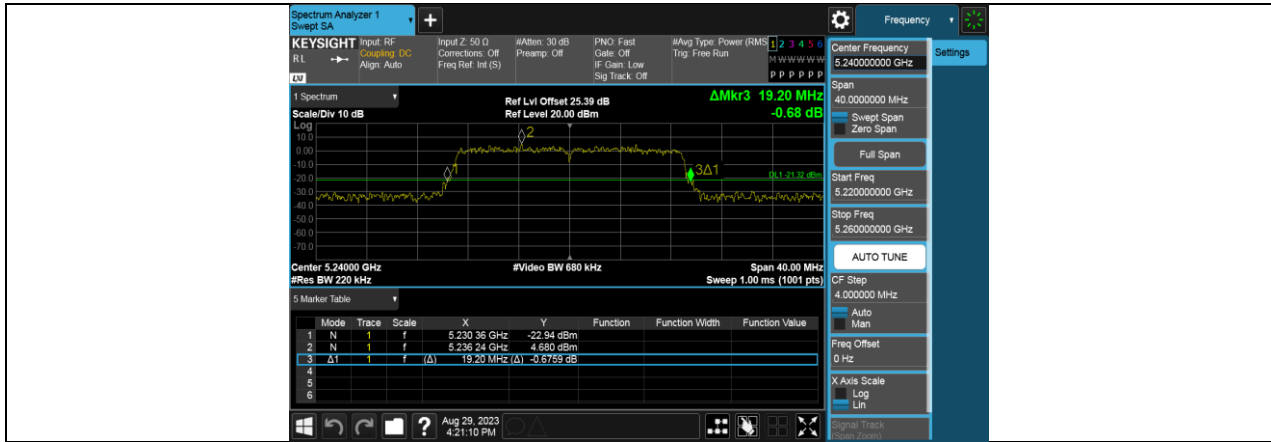 Spectrum Analyzer 1
Swept SA
+
Frequency
KEYSIGHT
RL
LXI
Input: RF
Coupling: DC
Align: Auto
Input Z: 50 Ω
Corrections: Off
Freq Ref: Int (S)
#Atten: 30 dB
Preamp: Off
PNO: Fast
Gate: Off
IF Gain: Low
Sig Track: Off
#Avg Type: Power (RMS
Trig: Free Run
1 2 3 4 5 6
M W W W W W
P P P P P P
1 Spectrum
Scale/Div 10 dB
Ref Lvl Offset 25.39 dB
Ref Level 20.00 dBm
ΔMkr3 19.20 MHz
-0.68 dB
Log
10.0
0.00
-10.0
-20.0
-30.0
-40.0
-50.0
-60.0
-70.0
2
1
3Δ1
DL1 -21.32 dBm
Center 5.24000 GHz
#Video BW 680 kHz
Span 40.00 MHz
#Res BW 220 kHz
Sweep 1.00 ms (1001 pts)
5 Marker Table
Mode Trace Scale X Y Function Function Width Function Value
1 N 1 f 5.230 36 GHz -22.94 dBm
2 N 1 f 5.236 24 GHz 4.680 dBm
3 Δ1 1 f (Δ) 19.20 MHz (Δ) -0.6759 dB
4
5
6
?
Aug 29, 2023
4:21:10 PM
Center Frequency
5.240000000 GHz
Settings
Span
40.0000000 MHz
Swept Span
Zero Span
Full Span
Start Freq
5.220000000 GHz
Stop Freq
5.260000000 GHz
AUTO TUNE
CF Step
4.000000 MHz
Auto
Man
Freq Offset
0 Hz
X Axis Scale
Log
Lin
Signal Track
(Span Zoom)